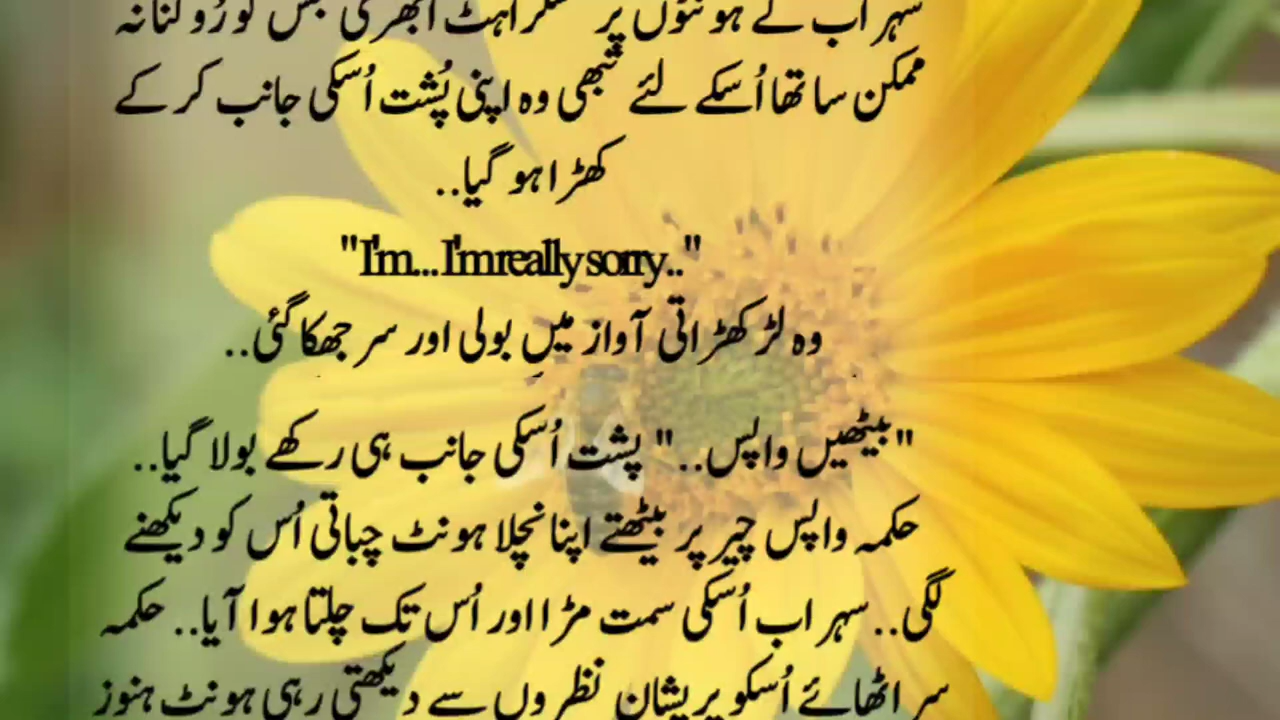 سہراب کے ہونٹوں پر مسکراہٹ ابھری جس کو رُوکنا نہ
ممکن سا تھا اُسکے لئے تبھی وہ اپنی پُشت اُسکی جانب کر کے
کھڑا ہو گیا..
"I'm... I'm really sorry.."
وہ لڑکھڑاتی آواز میں بولی اور سر جھکا گئی..
"بیٹھیں واپس.." پشت اُسکی جانب ہی رکھے بولا گیا..
حکمہ واپس چیر پر بیٹھتے اپنا نچلا ہونٹ چباتی اُس کو دیکھنے
لگی.. سہراب اُسکی سمت مڑا اور اُس تک چلتا ہوا آیا.. حکمہ
سر اٹھائے اُسکو پریشان نظروں سے دیکھتی رہی ہونٹ ہنوز